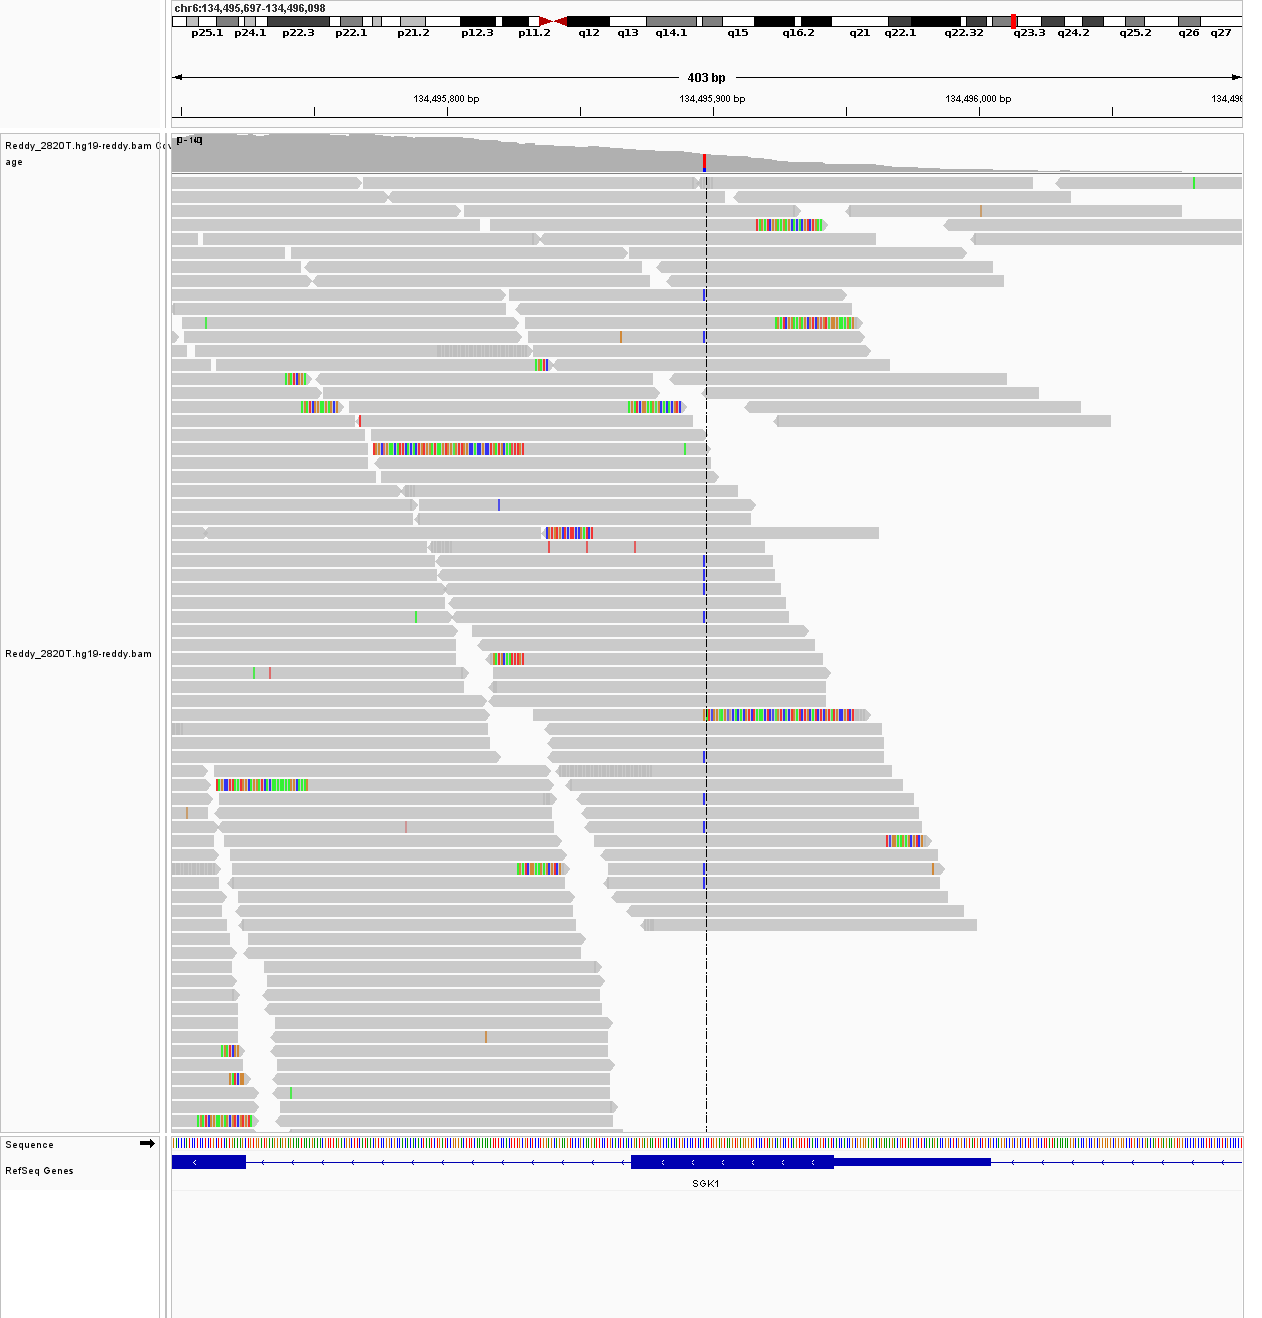 chr6:134,495,697-134,496,098
p25.1 p24.1 p22.3 p22.1 p21.2 p12.3 p11.2 q12 q13 q14.1 q15 q16.2 q21 q22.1 q22.32 q23.3 q24.2 q25.2 q26 q27
403 bp
134,495,800 bp 134,495,900 bp 134,496,000 bp 134,496
Reddy_2820T.hg19-reddy.bam
age
Reddy_2820T.hg19-reddy.bam
Sequence
RefSeq Genes
SGK1